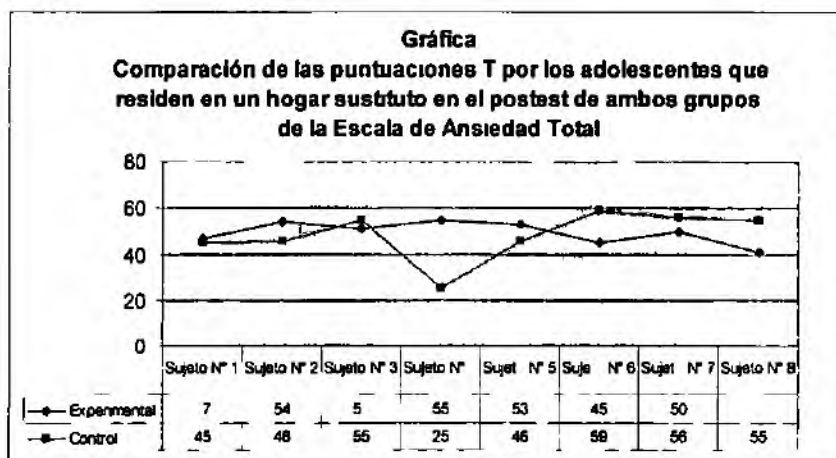 Gráfica
Comparación de las puntuaciones T por los adolescentes que
residen en un hogar sustituto en el postest de ambos grupos
de la Escala de Ansiedad Total
80
60
40
20
0
Sujeto N° 1 Sujeto N° 2 Sujeto N° 3 Sujeto N° Sujet N° 5 Suje N° 6 Sujet N° 7 Sujeto N° 8
Experimental 7 54 5 55 53 45 50
Control 45 46 55 25 46 59 56 55